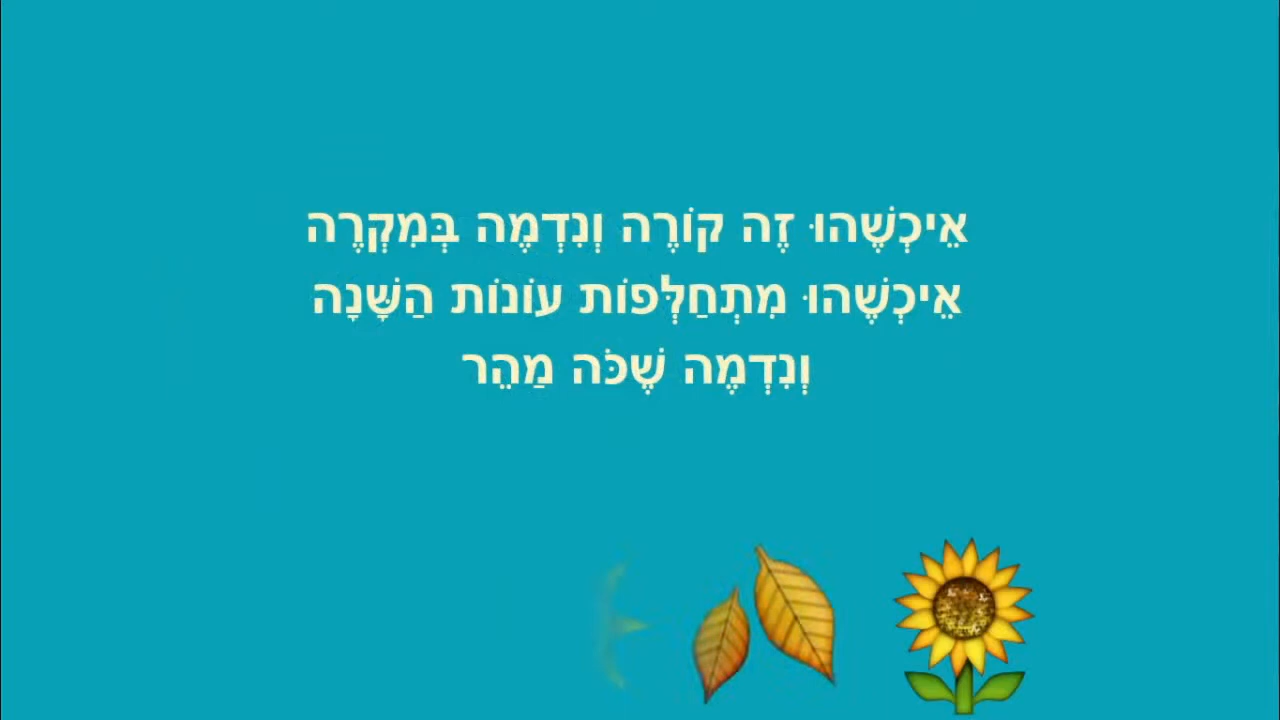 אֵיכְשֶׁהוּ זֶה קוֹרֶה וְנִדְמֶה בְּמִקְרֶה
אֵיכְשֶׁהוּ מִתְחַלְּפוֹת עוֹנוֹת הַשָּׁנָה
וְנִדְמֶה שֶׁכֹּה מַהֵר